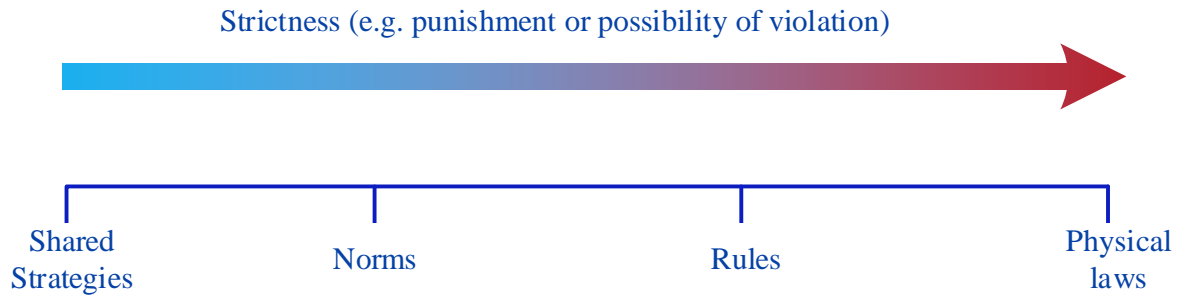 Strictness (e.g. punishment or possibility of violation)
Shared
Strategies
Norms
Rules
Physical
laws